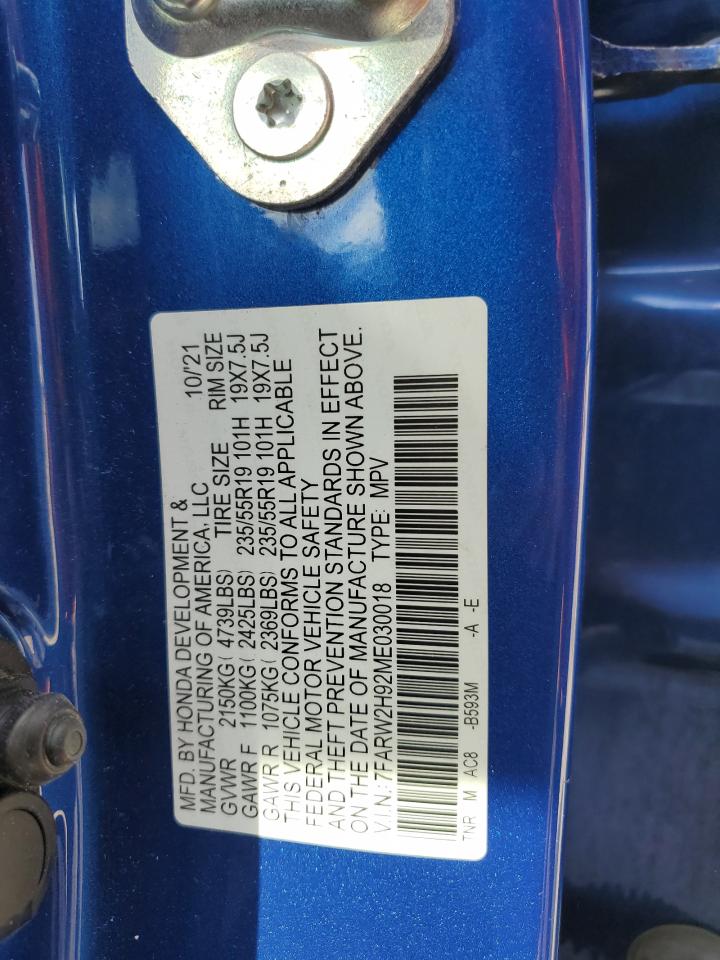 MFD. BY HONDA DEVELOPMENT & 10/'21
MANUFACTURING OF AMERICA, LLC
GVWR 2150KG( 4739LBS) TIRE SIZE RIM SIZE
GAWR F 1100KG( 2425LBS) 235/55R19 101H 19X7.5J
GAWR R 1075KG( 2369LBS) 235/55R19 101H 19X7.5J
THIS VEHICLE CONFORMS TO ALL APPLICABLE
FEDERAL MOTOR VEHICLE SAFETY
AND THEFT PREVENTION STANDARDS IN EFFECT
ON THE DATE OF MANUFACTURE SHOWN ABOVE.
V.I.N.: 7FARW2H92ME030018 TYPE: MPV
TNR M AC8 -B593M -A -E